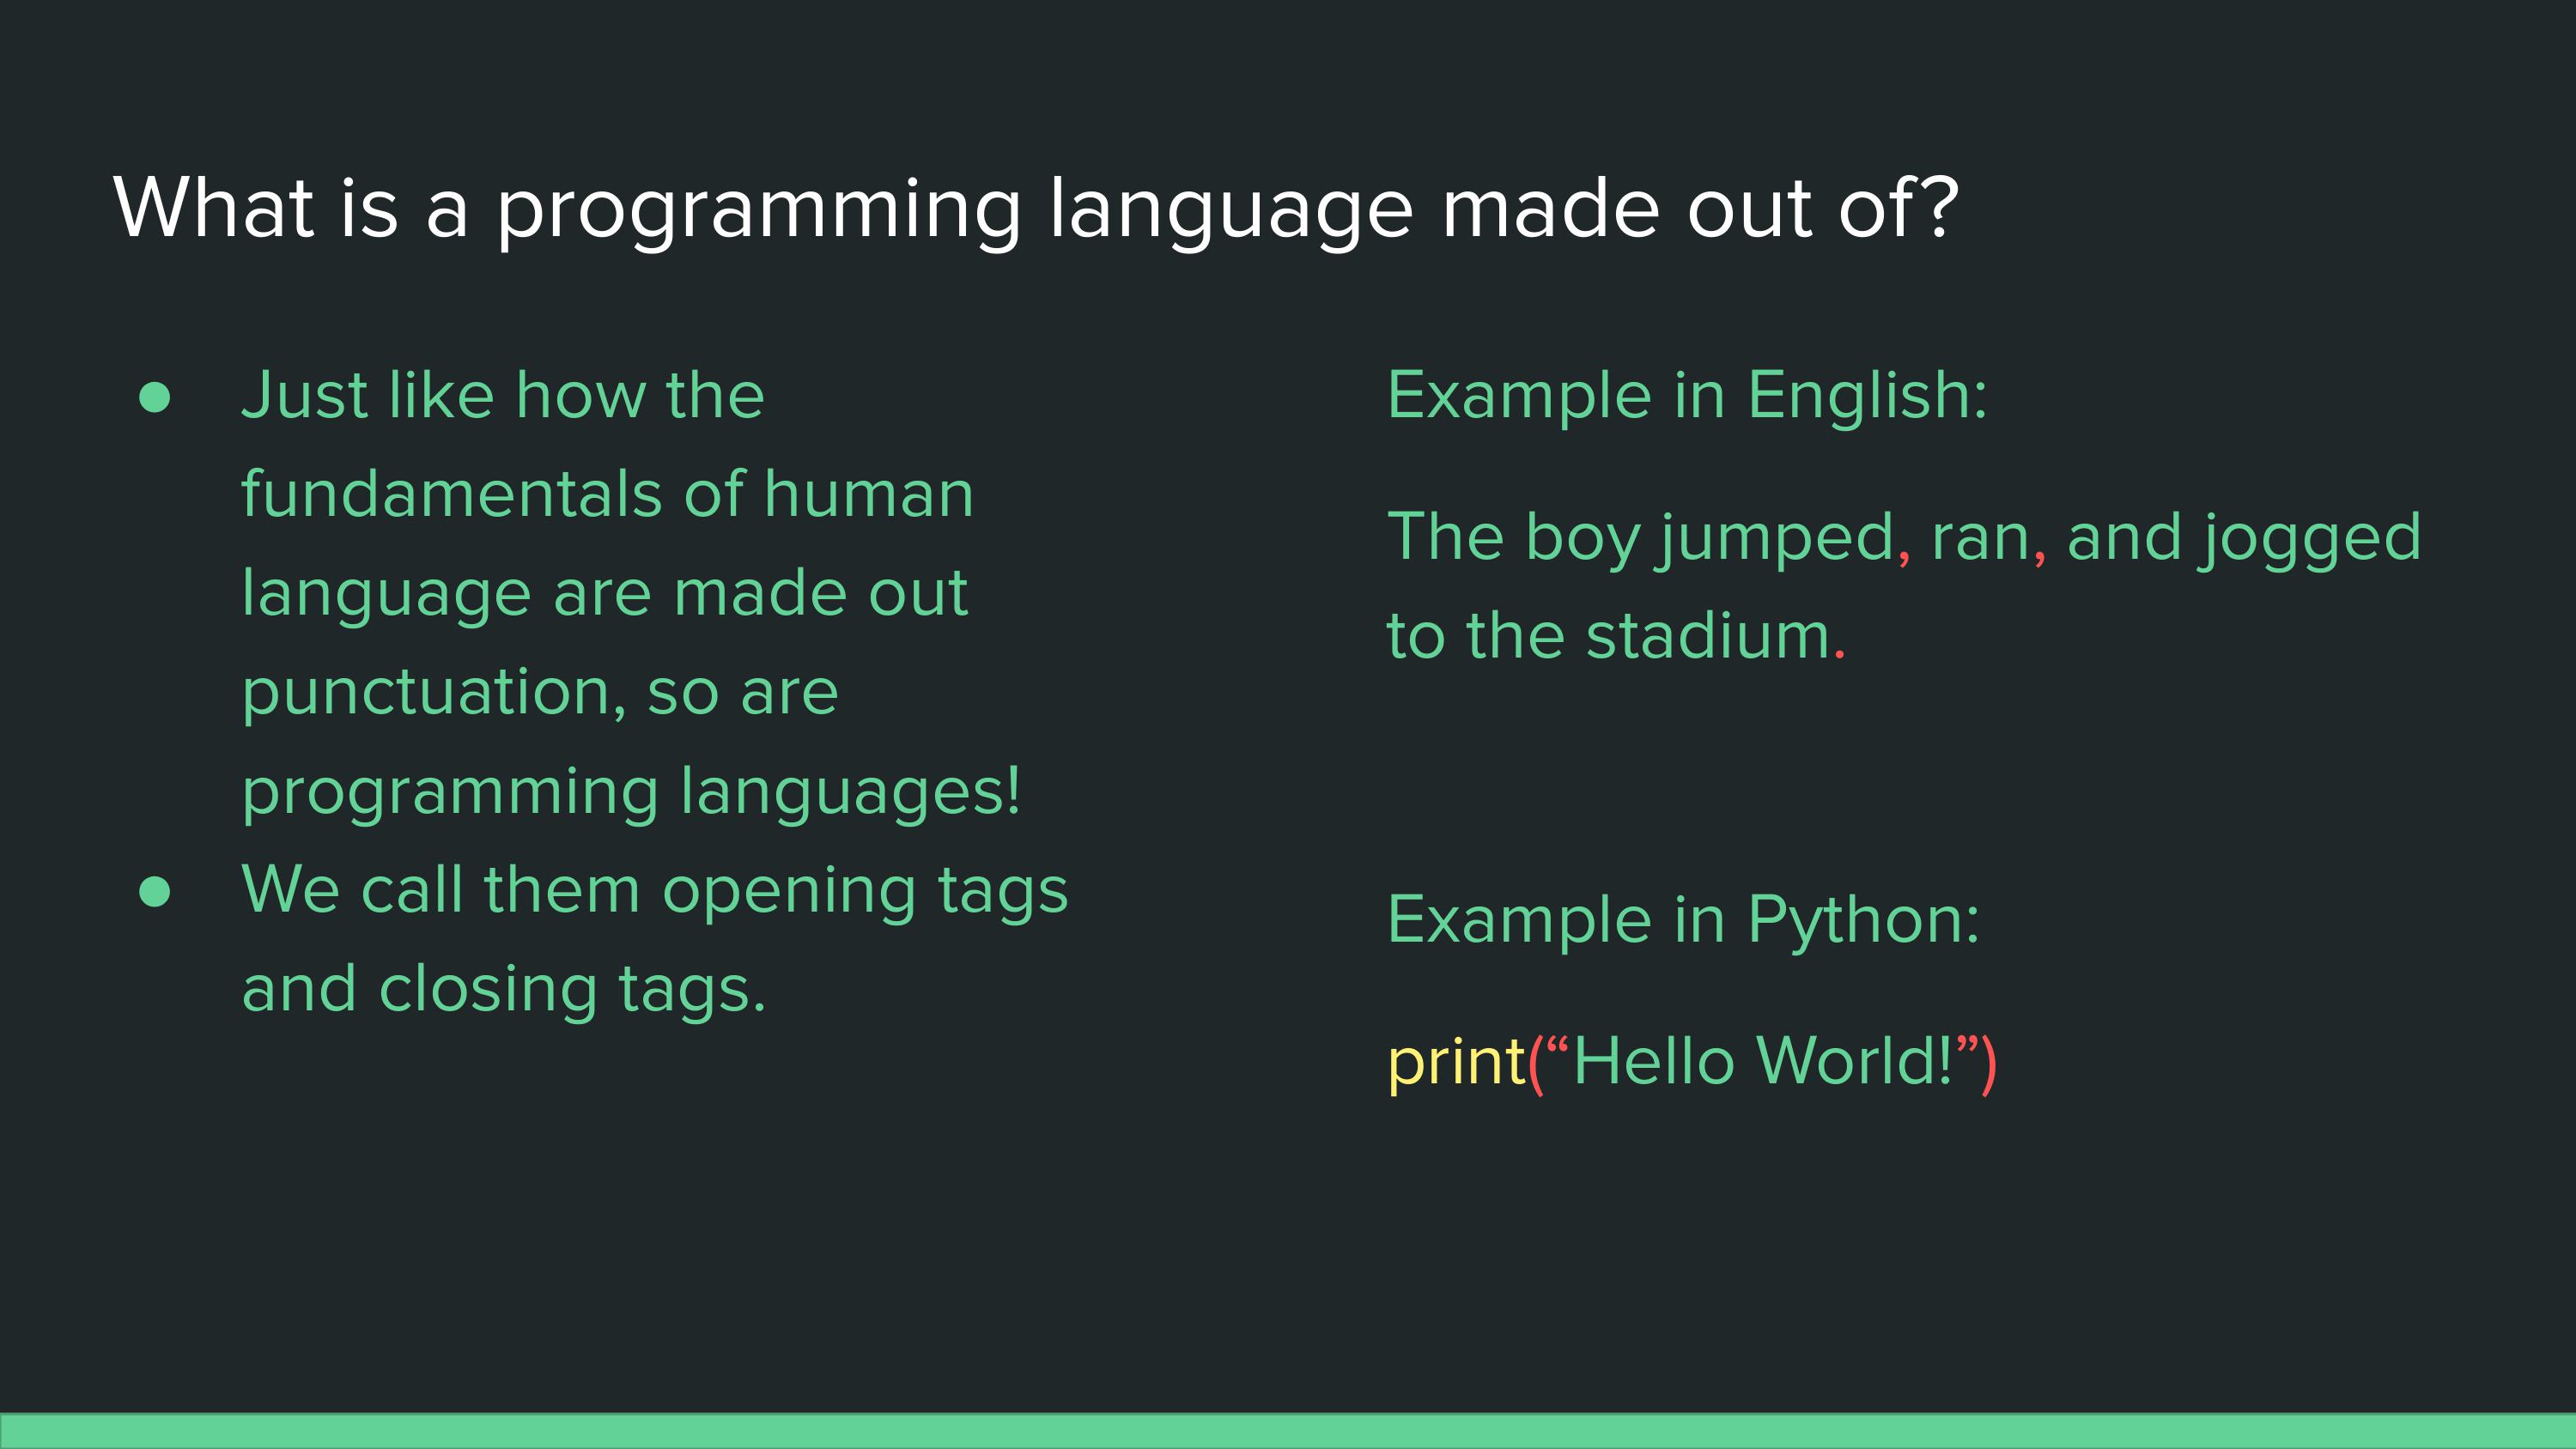 What is a programming language made out of?
● Just like how the
fundamentals of human
language are made out
punctuation, so are
programming languages!
● We call them opening tags
and closing tags.
Example in English:
The boy jumped, ran, and jogged
to the stadium.
Example in Python:
print(“Hello World!”)